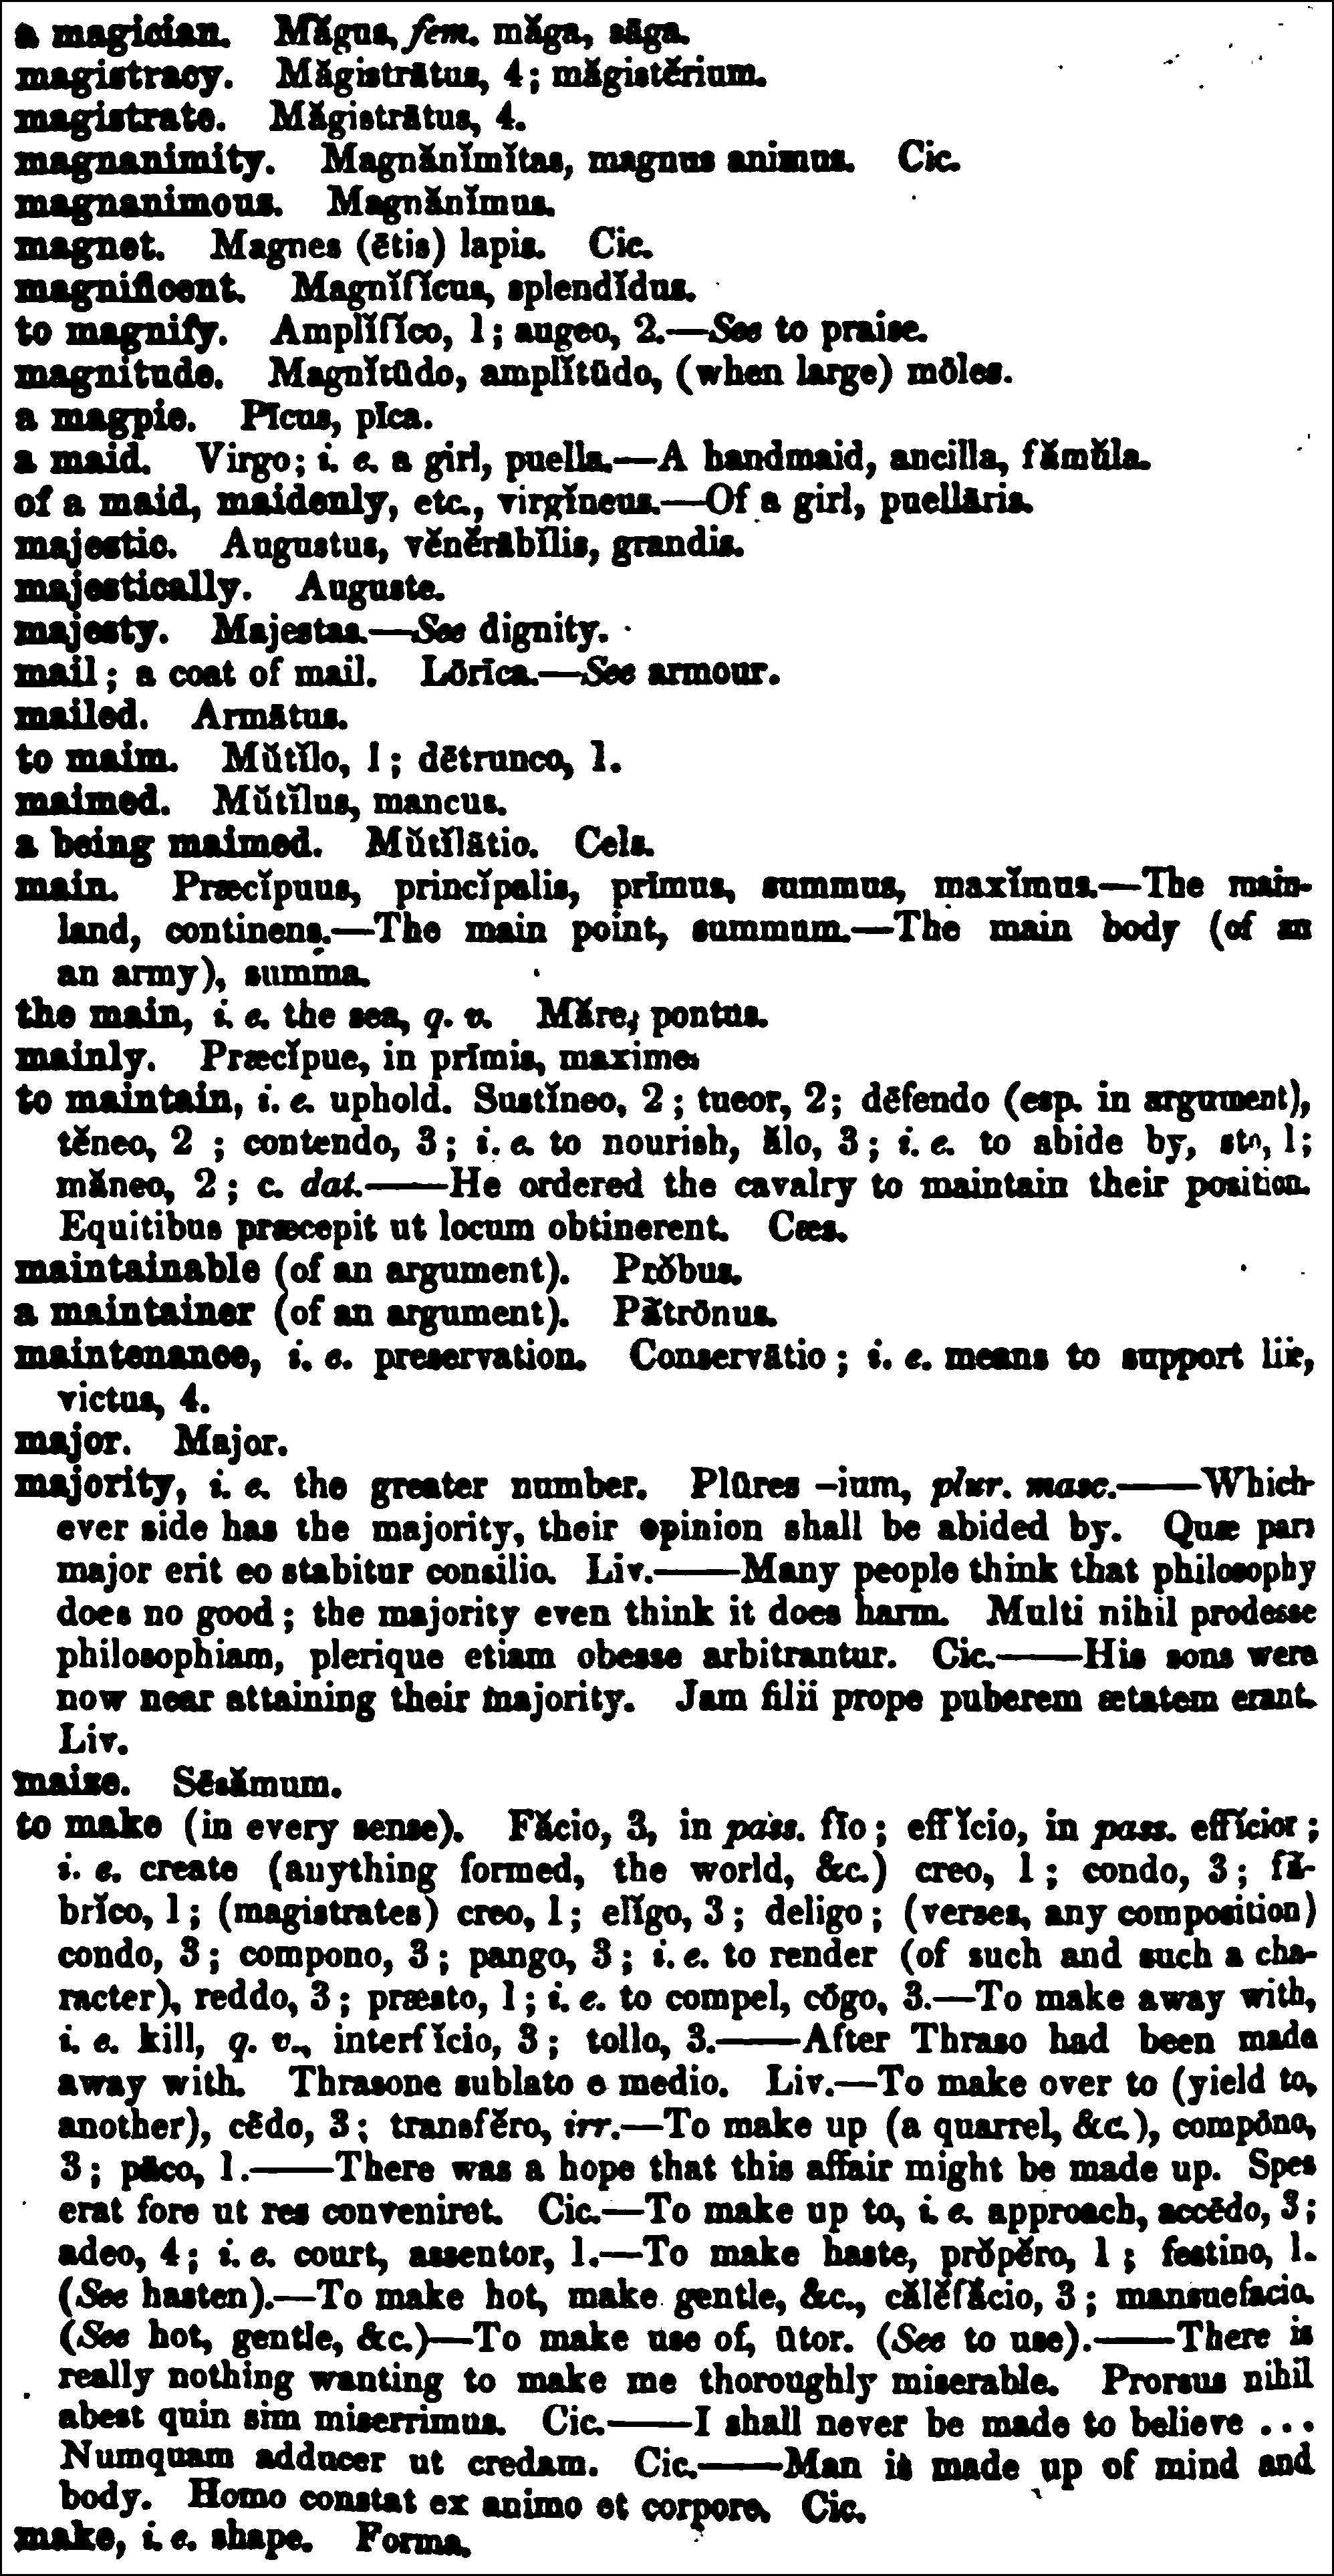 a magician. Măgus, fem. măga, sāga.
magistracy. Măgistrātus, 4; măgistĕrium.
magistrate. Măgistrātus, 4.
magnanimity. Magnănĭmĭtas, magnus animus. Cic.
magnanimous. Magnănĭmus.
magnet. Magnes (ētis) lapis. Cic.
magnificent. Magnĭfĭcus, splendĭdus.
to magnify. Amplĭfĭco, 1; augeo, 2.—See to praise.
magnitude. Magnĭtūdo, amplĭtūdo, (when large) mōles.
a magpie. Pīcus, pīca.
a maid. Virgo; i. e. a girl, puella.—A handmaid, ancilla, fămŭla.
of a maid, maidenly, etc., virgĭneus.—Of a girl, puellāris.
majestic. Augustus, vĕnĕrābĭlis, grandis.
majestically. Auguste.
majesty. Majestas.—See dignity.
mail; a coat of mail. Lōrīca.—See armour.
mailed. Armātus.
to maim. Mŭtĭlo, 1; dētrunco, 1.
maimed. Mŭtĭlus, mancus.
a being maimed. Mŭtĭlātio. Cels.
main. Præcĭpuus, princĭpalis, prīmus, summus, maxĭmus.—The main-
land, continens.—The main point, summum.—The main body (of an
an army), summa.
the main, i. e. the sea, q. v. Măre, pontus.
mainly. Præcĭpue, in prīmis, maxime.
to maintain, i. e. uphold. Sustĭneo, 2; tueor, 2; dēfendo (esp. in argument),
tĕneo, 2; contendo, 3; i. e. to nourish, ălo, 3; i. e. to abide by, sto, 1;
măneo, 2; c. dat.——He ordered the cavalry to maintain their position.
Equitibus præcepit ut locum obtinerent. Cæs.
maintainable (of an argument). Prŏbus.
a maintainer (of an argument). Pătrōnus.
maintenance, i. e. preservation. Conservātio; i. e. means to support life,
victus, 4.
major. Major.
majority, i. e. the greater number. Plūres -ium, plur. masc.——Which-
ever side has the majority, their opinion shall be abided by. Quæ pars
major erit eo stabitur consilio. Liv.——Many people think that philosophy
does no good; the majority even think it does harm. Multi nihil prodesse
philosophiam, plerique etiam obesse arbitrantur. Cic.——His sons were
now near attaining their majority. Jam filii prope puberem ætatem erant.
Liv.
maize. Sēsămum.
to make (in every sense). Făcio, 3, in pass. fīo; effĭcio, in pass. effĭcior;
i. e. create (anything formed, the world, &c.) creo, 1; condo, 3; fă-
brĭco, 1; (magistrates) creo, 1; elĭgo, 3; deligo; (verses, any composition)
condo, 3; compono, 3; pango, 3; i. e. to render (of such and such a cha-
racter), reddo, 3; præsto, 1; i. e. to compel, cōgo, 3.—To make away with,
i. e. kill, q. v., interfĭcio, 3; tollo, 3.——After Thraso had been made
away with. Thrasone sublato e medio. Liv.—To make over to (yield to,
another), cēdo, 3; transfĕro, irr.—To make up (a quarrel, &c.), compōno,
3; pāco, 1.——There was a hope that this affair might be made up. Spes
erat fore ut res conveniret. Cic.—To make up to, i. e. approach, accēdo, 3;
adeo, 4; i. e. court, assentor, 1.—To make haste, prŏpĕro, 1; festino, 1.
(See hasten).—To make hot, make gentle, &c., călĕfăcio, 3; mansuefacio.
(See hot, gentle, &c.)—To make use of, ūtor. (See to use).——There is
really nothing wanting to make me thoroughly miserable. Prorsus nihil
abest quin sim miserrimus. Cic.——I shall never be made to believe ...
Numquam adducer ut credam. Cic.——Man is made up of mind and
body. Homo constat ex animo et corpore. Cic.
make, i. e. shape. Forma.